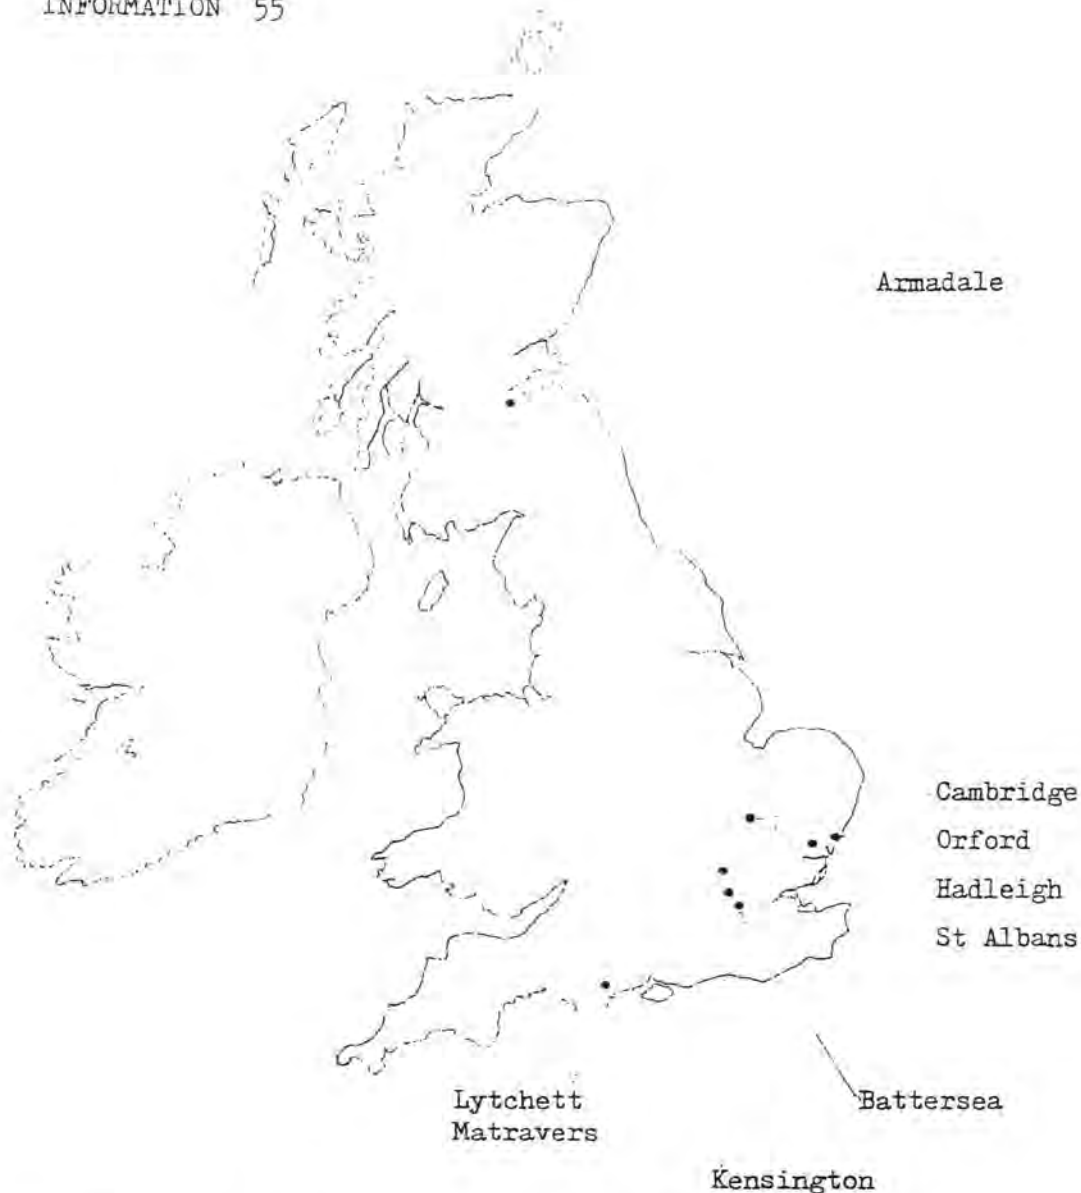 INFORMATION 55
Armadale
Cambridge
Orford
Hadleigh
St Albans
Lytchett
Matravers
Battersea
Kensington